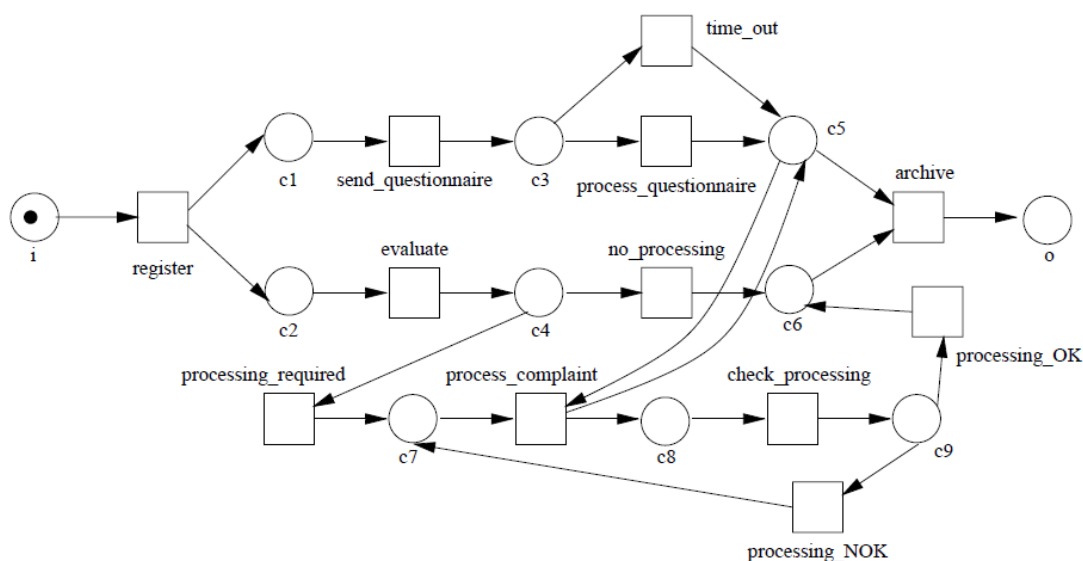 time_out
c5
c1
send_questionnaire
c3
process_questionnaire
archive
i
register
evaluate
no_processing
o
c2
c4
c6
processing_OK
processing_required
process_complaint
check_processing
c7
c8
c9
processing_NOK